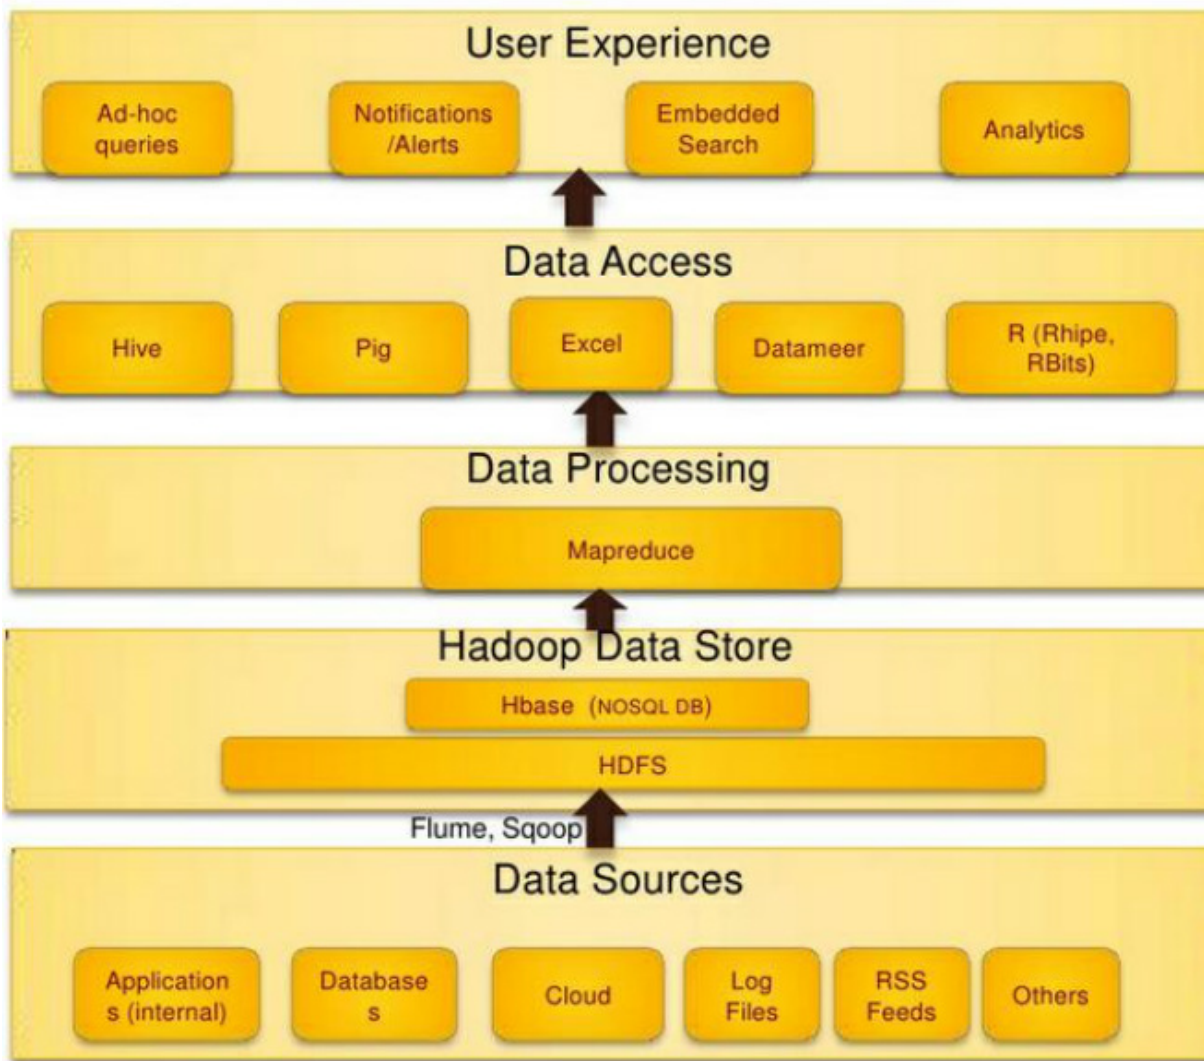 User Experience
Ad-hoc
queries
Notifications
/Alerts
Embedded
Search
Analytics
Data Access
Hive
Pig
Excel
Datameer
R (Rhipe,
RBits)
Data Processing
Mapreduce
Hadoop Data Store
Hbase (NOSQL DB)
HDFS
Flume, Sqoop
Data Sources
Application
s (internal)
Database
s
Cloud
Log
Files
RSS
Feeds
Others